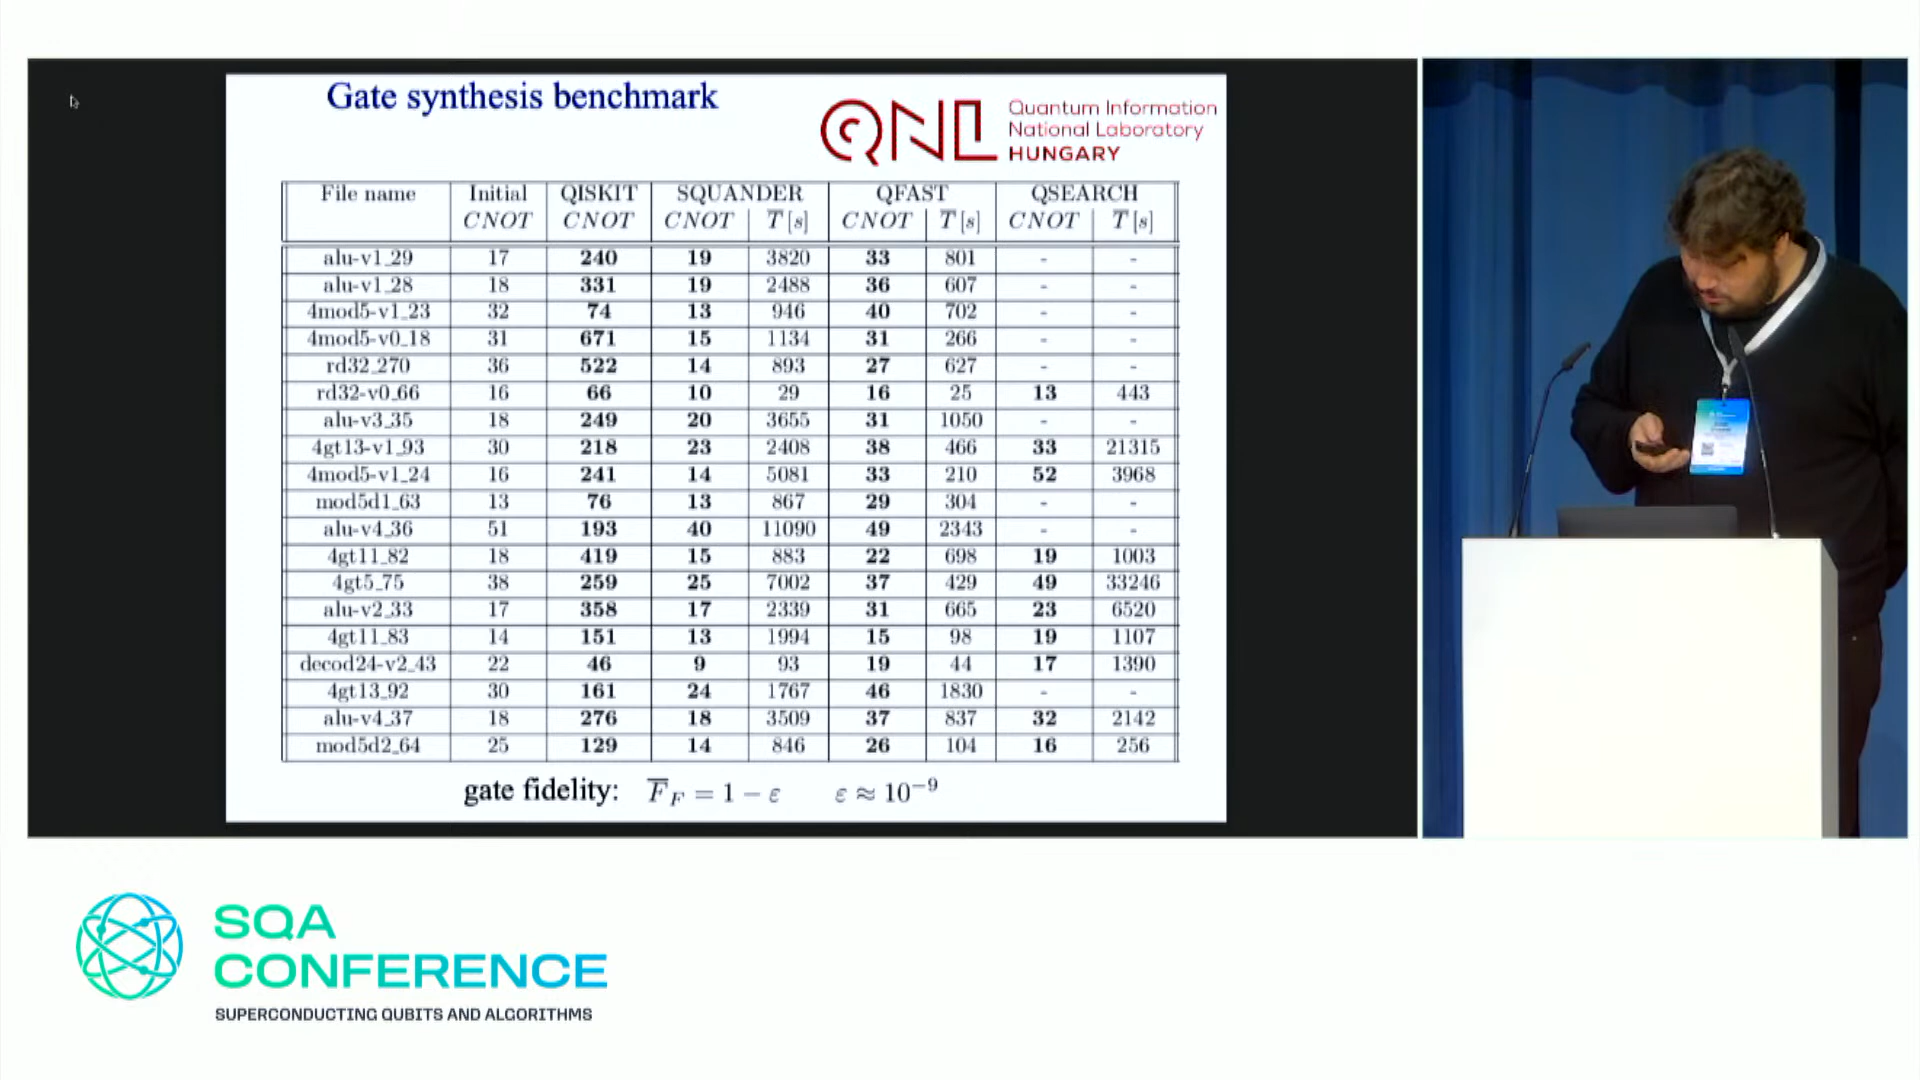 Gate synthesis benchmark
QNL
Quantum Information
National Laboratory
HUNGARY
File name Initial QISKIT SQUANDER QFAST QSEARCH
CNOT CNOT CNOT T̅ [s] CNOT T̅ [s] CNOT T̅ [s]
alu-v1_29 17 240 19 3820 33 801 - -
alu-v1_28 18 331 19 2488 36 607 - -
4mod5-v1_23 32 74 13 946 40 702 - -
4mod5-v0_18 31 671 15 1134 31 266 - -
rd32_270 36 522 14 893 27 627 - -
rd32-v0_66 16 66 10 29 16 25 13 443
alu-v3_35 18 249 20 3655 31 1050 - -
4gt13-v1_93 30 218 23 2408 38 466 33 21315
4mod5-v1_24 16 241 14 5081 33 210 52 3968
mod5d1_63 13 76 13 867 29 304 - -
alu-v4_36 51 193 40 11090 49 2343 - -
4gt11_82 18 419 15 883 22 698 19 1003
4gt5_75 38 259 25 7002 37 429 49 33246
alu-v2_33 17 358 17 2339 31 665 23 6520
4gt11_83 14 151 13 1994 15 98 19 1107
decod24-v2_43 22 46 9 93 19 44 17 1390
4gt13_92 30 161 24 1767 46 1830 - -
alu-v4_37 18 276 18 3509 37 837 32 2142
mod5d2_64 25 129 14 846 26 104 16 256
gate fidelity: F̅_F = 1 − ε ε ≈ 10⁻⁹
SQA
CONFERENCE
SUPERCONDUCTING QUBITS AND ALGORITHMS